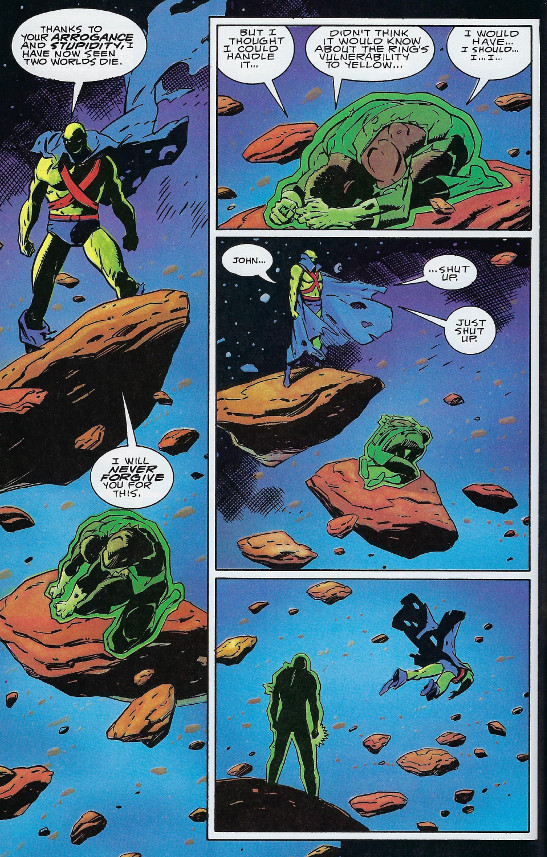 THANKS TO
YOUR ARROGANCE
AND STUPIDITY, I
HAVE NOW SEEN
TWO WORLDS DIE.
I WILL
NEVER
FORGIVE
YOU FOR
THIS.
BUT I
THOUGHT
I COULD
HANDLE
IT...
DIDN'T THINK
IT WOULD KNOW
ABOUT THE RING'S
VULNERABILITY
TO YELLOW...
I WOULD
HAVE...
I SHOULD...
I...I...
JOHN...
...SHUT
UP.
JUST
SHUT
UP.